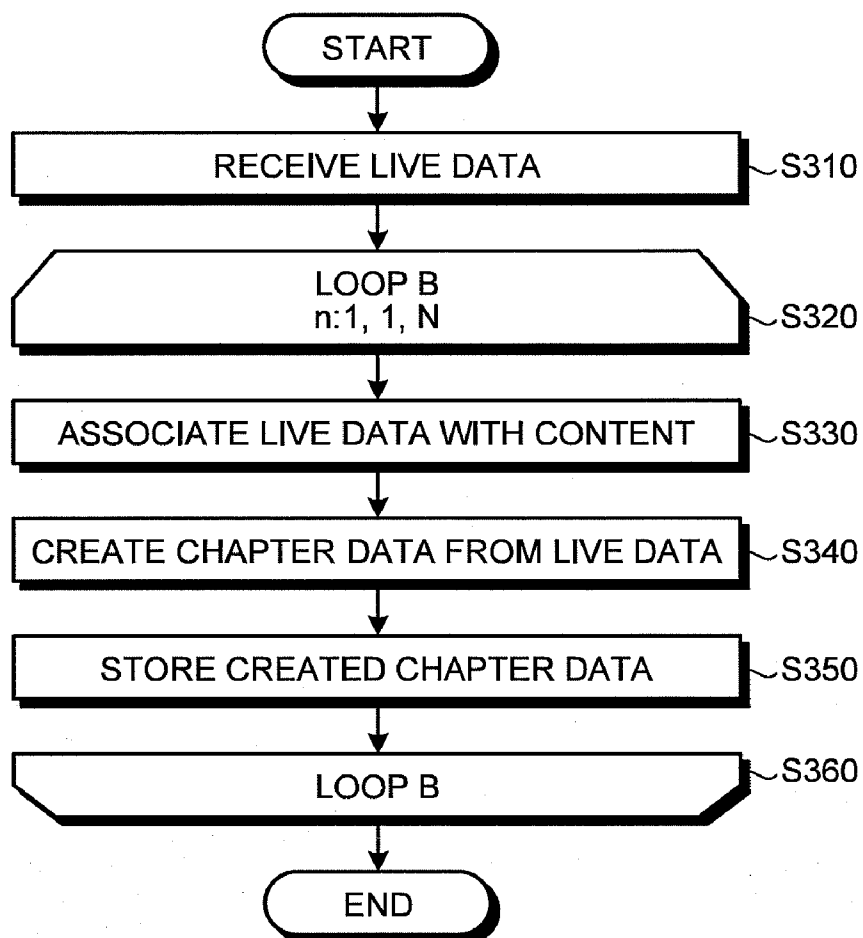 START
RECEIVE LIVE DATA
S310
LOOP B
n:1, 1, N
S320
ASSOCIATE LIVE DATA WITH CONTENT
S330
CREATE CHAPTER DATA FROM LIVE DATA
S340
STORE CREATED CHAPTER DATA
S350
LOOP B
S360
END